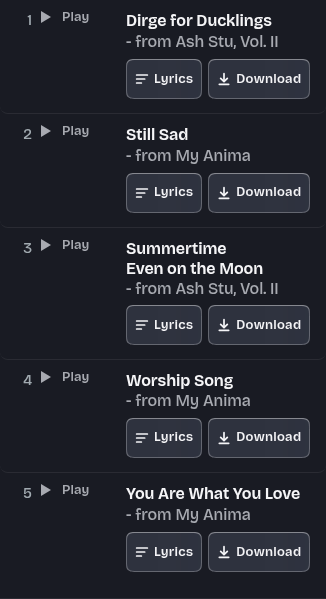 1 Play Dirge for Ducklings
- from Ash Stu, Vol. II
Lyrics Download
2 Play Still Sad
- from My Anima
Lyrics Download
3 Play Summertime
Even on the Moon
- from Ash Stu, Vol. II
Lyrics Download
4 Play Worship Song
- from My Anima
Lyrics Download
5 Play You Are What You Love
- from My Anima
Lyrics Download